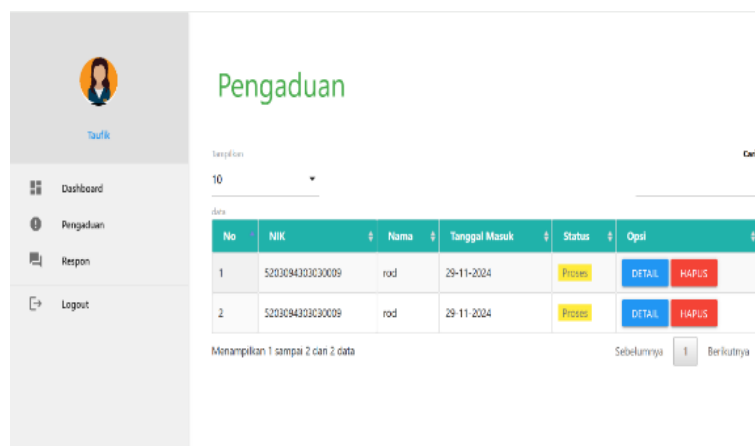 Taufik
Dashboard
Pengaduan
Respon
Logout
Pengaduan
Tampilkan
10
data
Cari
No NIK Nama Tanggal Masuk Status Opsi
1 5203094303030009 rod 29-11-2024 Proses DETAIL HAPUS
2 5203094303030009 rod 29-11-2024 Proses DETAIL HAPUS
Menampilkan 1 sampai 2 dari 2 data
Sebelumnya 1 Berikutnya